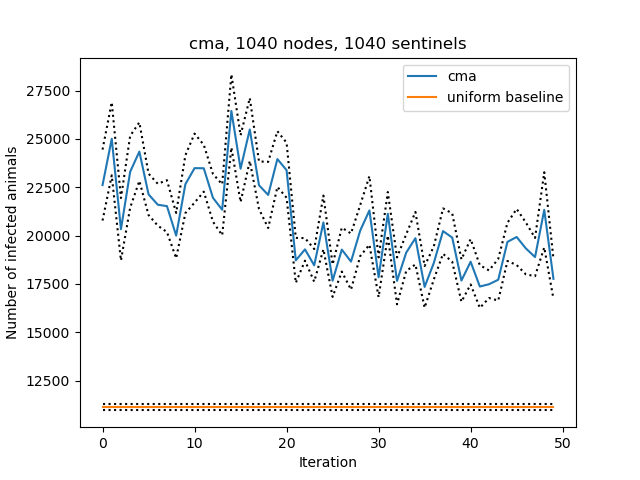 cma, 1040 nodes, 1040 sentinels
cma
uniform baseline
Number of infected animals
27500
25000
22500
20000
17500
15000
12500
0 10 20 30 40 50
Iteration